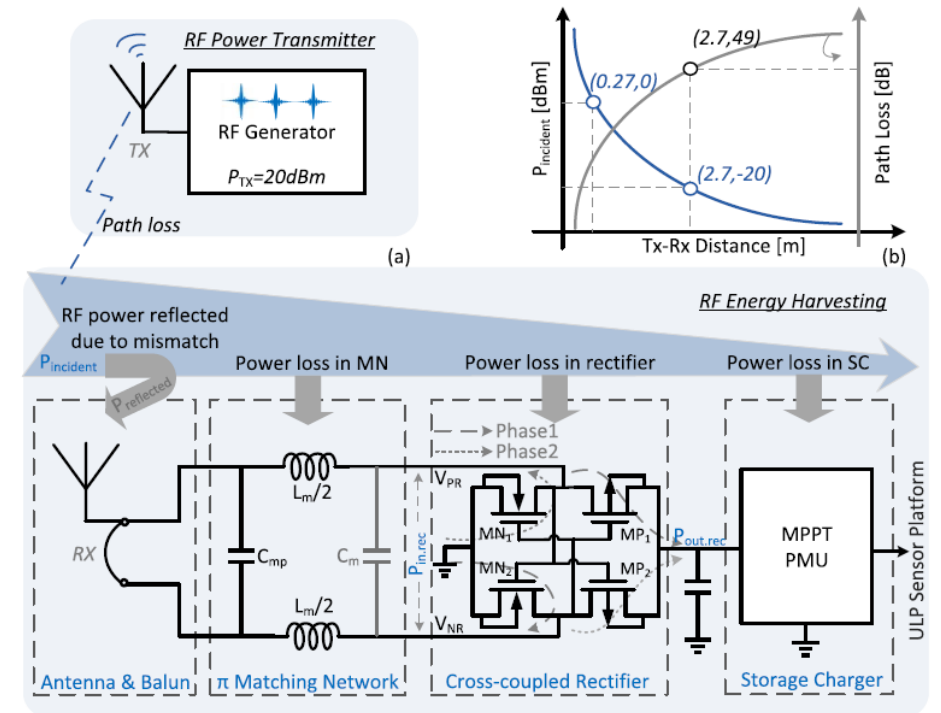 RF Power Transmitter
TX
RF Generator
P_TX=20dBm
Path loss
(a)
P_incident [dBm]
(0.27,0)
(2.7,49)
(2.7,-20)
Path Loss [dB]
Tx-Rx Distance [m]
(b)
RF Energy Harvesting
RF power reflected
due to mismatch
P_incident
P_reflected
Power loss in MN
Power loss in rectifier
Power loss in SC
RX
L_m/2
C_mp
C_m
L_m/2
P_in.rec
Phase1
Phase2
V_PR
MN_1
MP_1
MN_2
MP_2
V_NR
P_out.rec
MPPT
PMU
ULP Sensor Platform
Antenna & Balun
π Matching Network
Cross-coupled Rectifier
Storage Charger